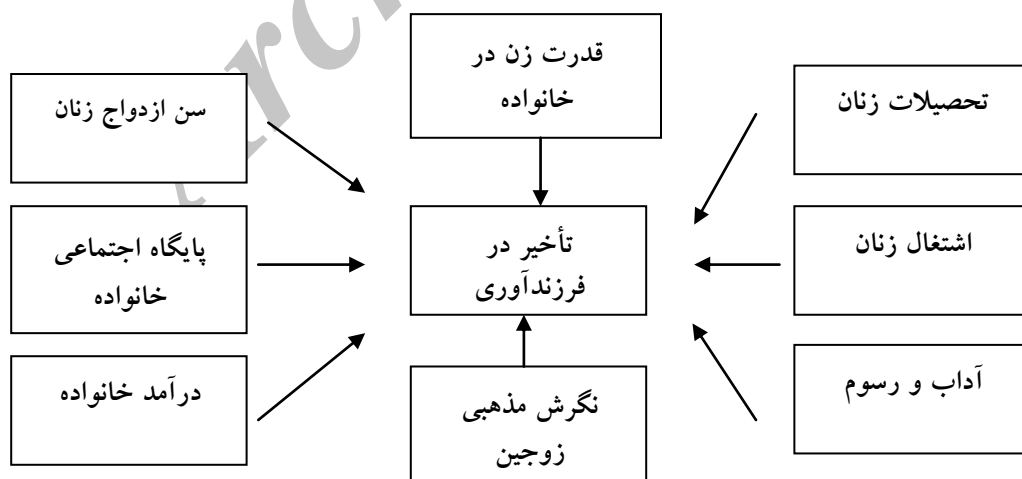 قدرت زن در
خانواده
تحصیلات زنان
سن ازدواج زنان
تأخیر در
فرزندآوری
اشتغال زنان
پایگاه اجتماعی
خانواده
آداب و رسوم
درآمد خانواده
نگرش مذهبی
زوجین